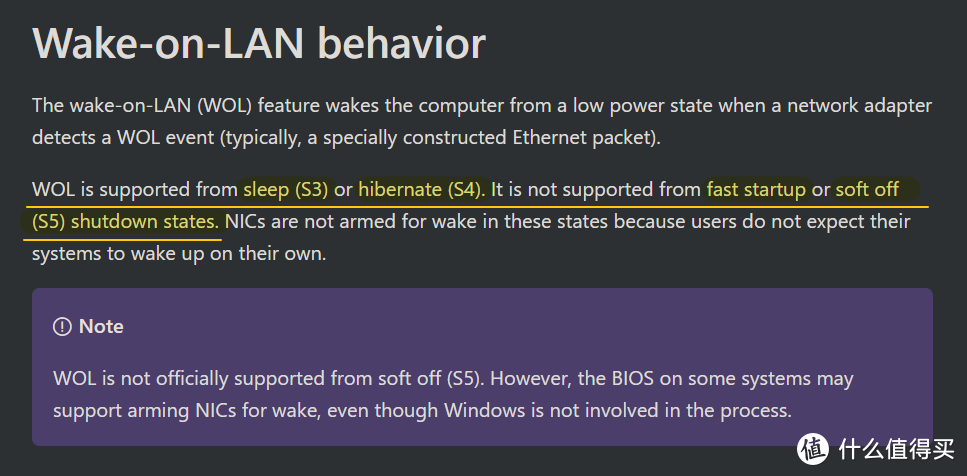 Wake-on-LAN behavior
The wake-on-LAN (WOL) feature wakes the computer from a low power state when a network adapter
detects a WOL event (typically, a specially constructed Ethernet packet).
WOL is supported from sleep (S3) or hibernate (S4). It is not supported from fast startup or soft off
(S5) shutdown states. NICs are not armed for wake in these states because users do not expect their
systems to wake up on their own.
Note
WOL is not officially supported from soft off (S5). However, the BIOS on some systems may
support arming NICs for wake, even though Windows is not involved in the process.
值 什么值得买